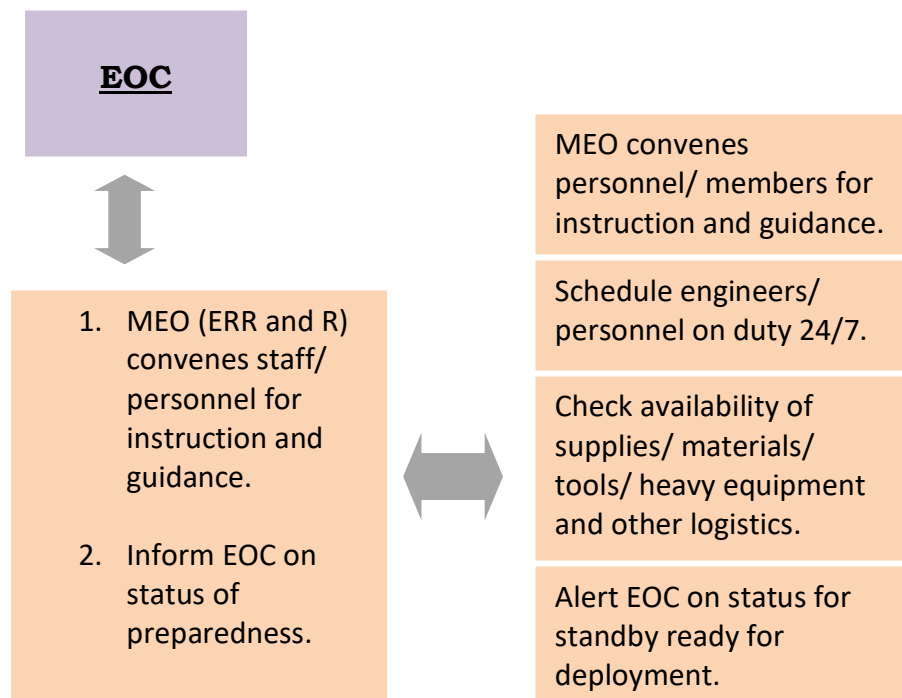 EOC
1. MEO (ERR and R)
convenes staff/
personnel for
instruction and
guidance.
2. Inform EOC on
status of
preparedness.
MEO convenes
personnel/ members for
instruction and guidance.
Schedule engineers/
personnel on duty 24/7.
Check availability of
supplies/ materials/
tools/ heavy equipment
and other logistics.
Alert EOC on status for
standby ready for
deployment.